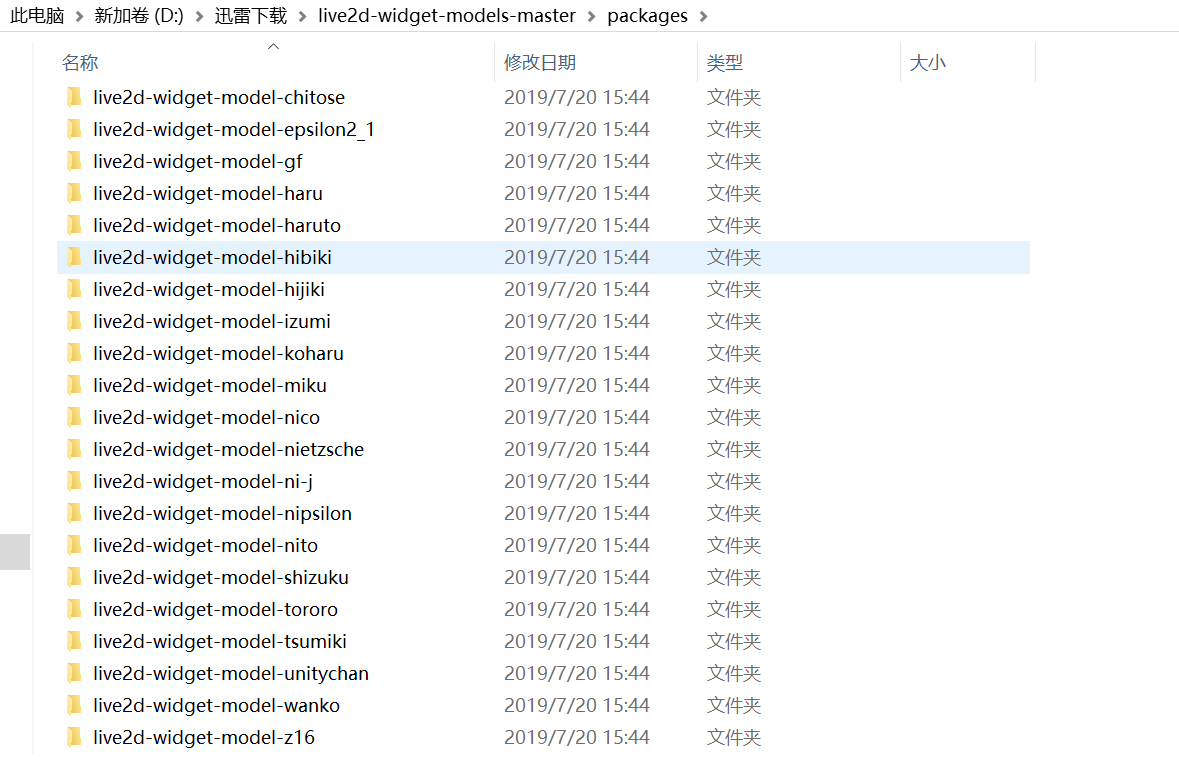 此电脑 > 新加卷 (D:) > 迅雷下载 > live2d-widget-models-master > packages >
名称 修改日期 类型 大小
live2d-widget-model-chitose 2019/7/20 15:44 文件夹
live2d-widget-model-epsilon2_1 2019/7/20 15:44 文件夹
live2d-widget-model-gf 2019/7/20 15:44 文件夹
live2d-widget-model-haru 2019/7/20 15:44 文件夹
live2d-widget-model-haruto 2019/7/20 15:44 文件夹
live2d-widget-model-hibiki 2019/7/20 15:44 文件夹
live2d-widget-model-hijiki 2019/7/20 15:44 文件夹
live2d-widget-model-izumi 2019/7/20 15:44 文件夹
live2d-widget-model-koharu 2019/7/20 15:44 文件夹
live2d-widget-model-miku 2019/7/20 15:44 文件夹
live2d-widget-model-nico 2019/7/20 15:44 文件夹
live2d-widget-model-nietzsche 2019/7/20 15:44 文件夹
live2d-widget-model-ni-j 2019/7/20 15:44 文件夹
live2d-widget-model-nipsilon 2019/7/20 15:44 文件夹
live2d-widget-model-nito 2019/7/20 15:44 文件夹
live2d-widget-model-shizuku 2019/7/20 15:44 文件夹
live2d-widget-model-tororo 2019/7/20 15:44 文件夹
live2d-widget-model-tsumiki 2019/7/20 15:44 文件夹
live2d-widget-model-unitychan 2019/7/20 15:44 文件夹
live2d-widget-model-wanko 2019/7/20 15:44 文件夹
live2d-widget-model-z16 2019/7/20 15:44 文件夹